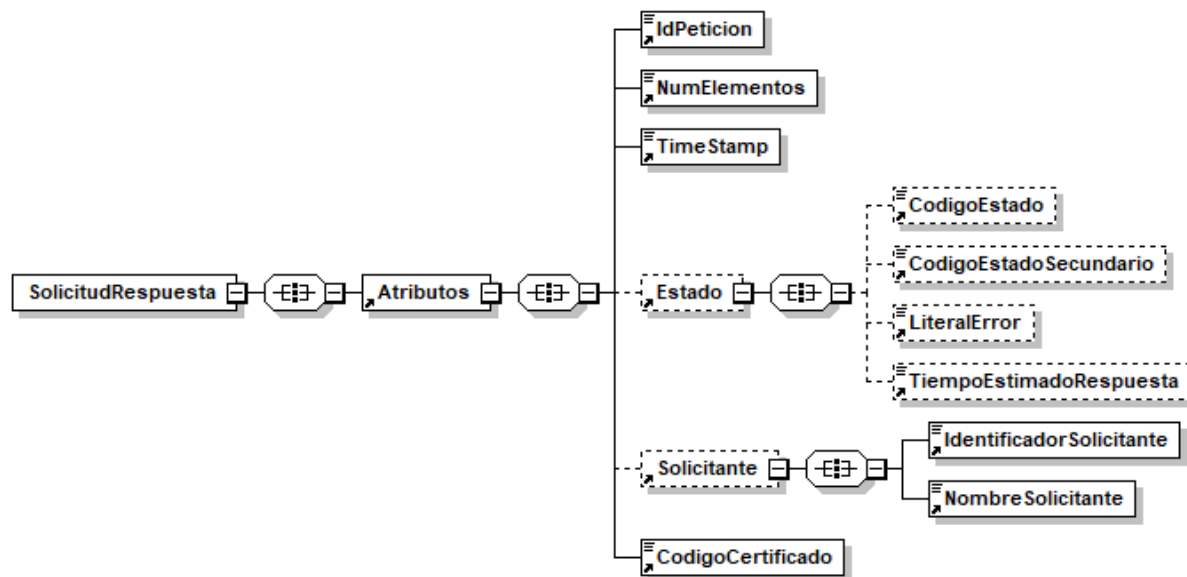 IdPeticion
NumElementos
TimeStamp
CodigoEstado
CodigoEstadoSecundario
SolicitudRespuesta
Atributos
Estado
LiteralError
TiempoEstimadoRespuesta
IdentificadorSolicitante
Solicitante
NombreSolicitante
CodigoCertificado